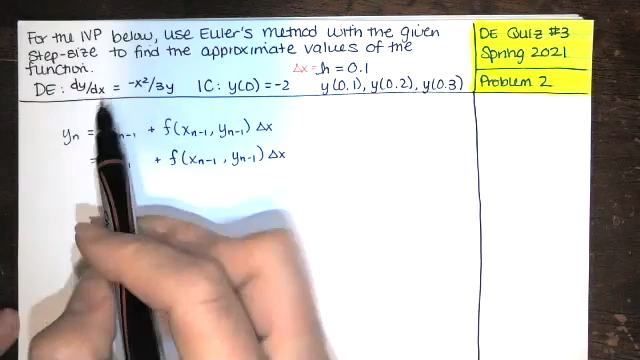 For the IVP below, use Euler's method with the given
step-size to find the approximate values of the
function.
Δx = h = 0.1
DE: dy/dx = -x²/3y IC: y(0) = -2 y(0.1), y(0.2), y(0.3)
yn = n-1 + f(xn-1, yn-1) Δx
= 1 + f(xn-1, yn-1) Δx
DE Quiz #3
Spring 2021
Problem 2